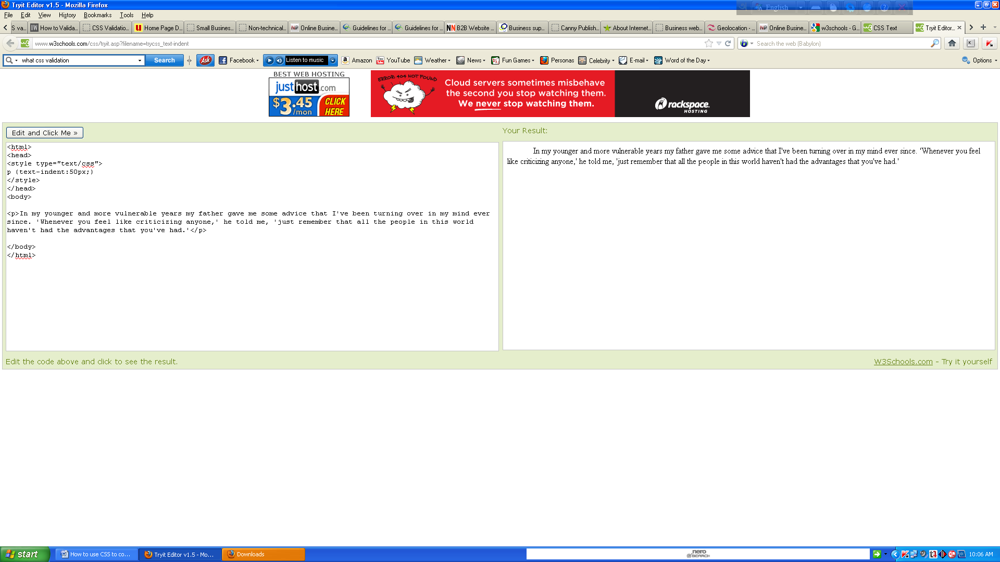 Tryit Editor v1.5 - Mozilla Firefox
English
File Edit View History Bookmarks Tools Help
S va... How to Valida... CSS Validatio... Home Page D... Small Business... Non-technical... Online Busine... Guidelines for ... Guidelines for ... B2B Website ... Business sup... Canny Publish... About Internet... Business web... Geolocation - ... Online Busine... w3schools - G... CSS Text Tryit Editor...
www.w3schools.com/css/tryit.asp?filename=trycss_text-indent
Search the web (Babylon)
what css validation Search Ask Facebook Listen to music Amazon YouTube Weather News Fun Games Personas Celebrity E-mail Word of the Day Options
BEST WEB HOSTING
justhost.com
$3.45/mon
CLICK HERE
ERROR: 404 NOT FOUND
Cloud servers sometimes misbehave
the second you stop watching them.
We never stop watching them.
rackspace.
HOSTING
Edit and Click Me »
Your Result:
<html>
<head>
<style type="text/css">
p {text-indent:50px;}
</style>
</head>
<body>
<p>In my younger and more vulnerable years my father gave me some advice that I've been turning over in my mind ever
since. 'Whenever you feel like criticizing anyone,' he told me, 'just remember that all the people in this world
haven't had the advantages that you've had.'</p>
</body>
</html>
In my younger and more vulnerable years my father gave me some advice that I've been turning over in my mind ever since. 'Whenever you feel
like criticizing anyone,' he told me, 'just remember that all the people in this world haven't had the advantages that you've had.'
Edit the code above and click to see the result.
W3Schools.com - Try it yourself
start How to use CSS to co... Tryit Editor v1.5 - Mo... Downloads
nero
SEARCH
10:06 AM